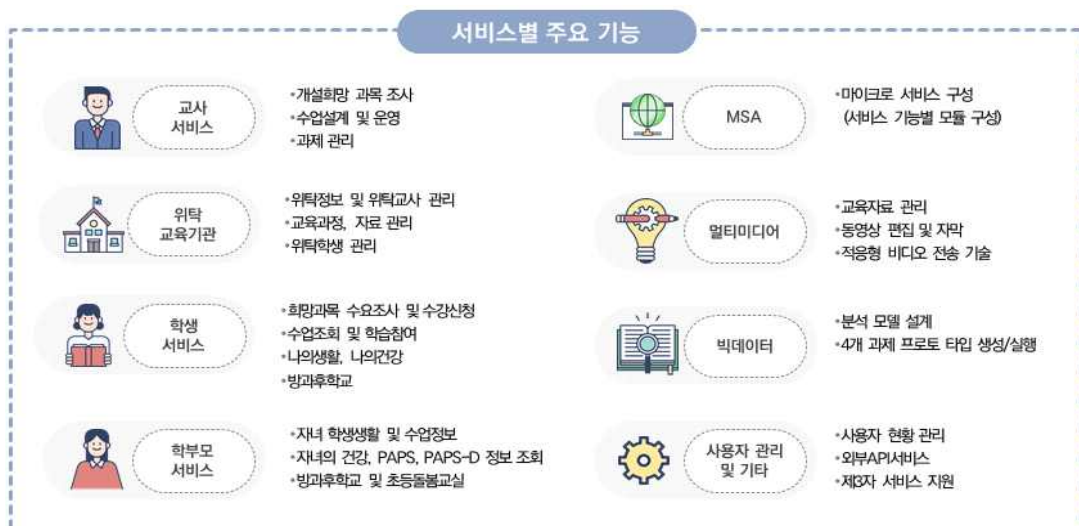 서비스별 주요 기능
교사
서비스
•개설희망 과목 조사
•수업설계 및 운영
•과제 관리
위탁
교육기관
•위탁정보 및 위탁교사 관리
•교육과정, 자료 관리
•위탁학생 관리
학생
서비스
•희망과목 수요조사 및 수강신청
•수업조회 및 학습참여
•나의생활, 나의건강
•방과후학교
학부모
서비스
•자녀 학생생활 및 수업정보
•자녀의 건강, PAPS, PAPS-D 정보 조회
•방과후학교 및 초등돌봄교실
MSA
•마이크로 서비스 구성
(서비스 기능별 모듈 구성)
멀티미디어
•교육자료 관리
•동영상 편집 및 자막
•적응형 비디오 전송 기술
빅데이터
•분석 모델 설계
•4개 과제 프로토 타입 생성/실행
사용자 관리
및 기타
•사용자 현황 관리
•외부API서비스
•제3자 서비스 지원